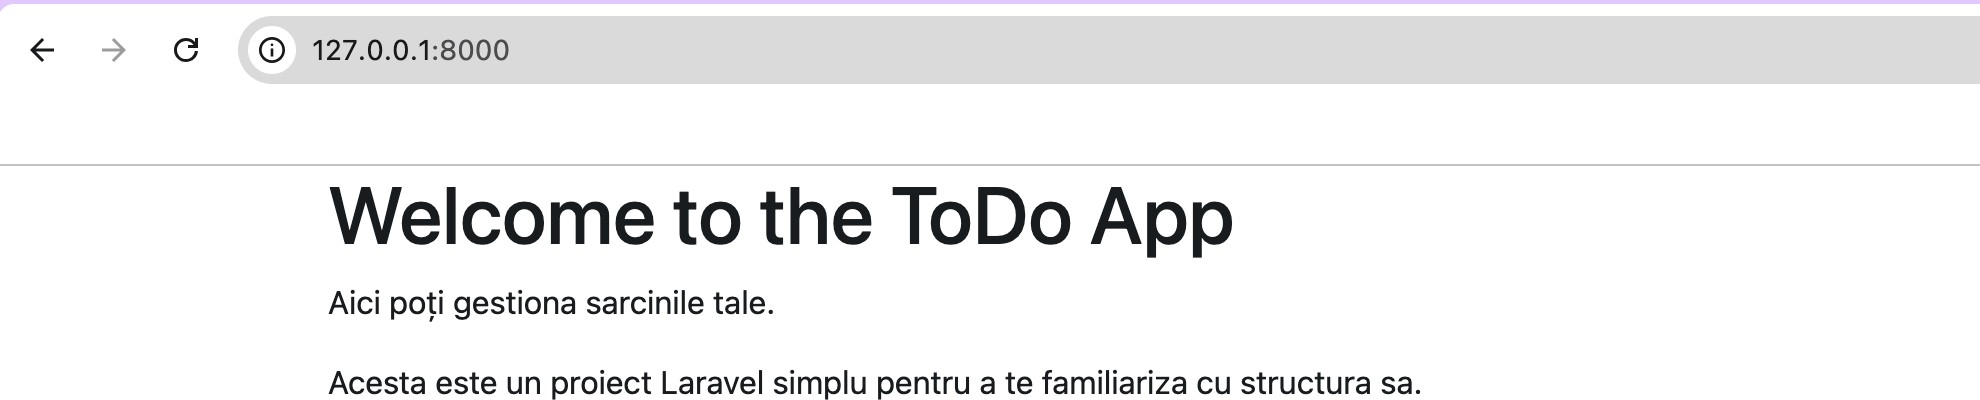 127.0.0.1:8000
Welcome to the ToDo App
Aici poți gestiona sarcinile tale.
Acesta este un proiect Laravel simplu pentru a te familiariza cu structura sa.